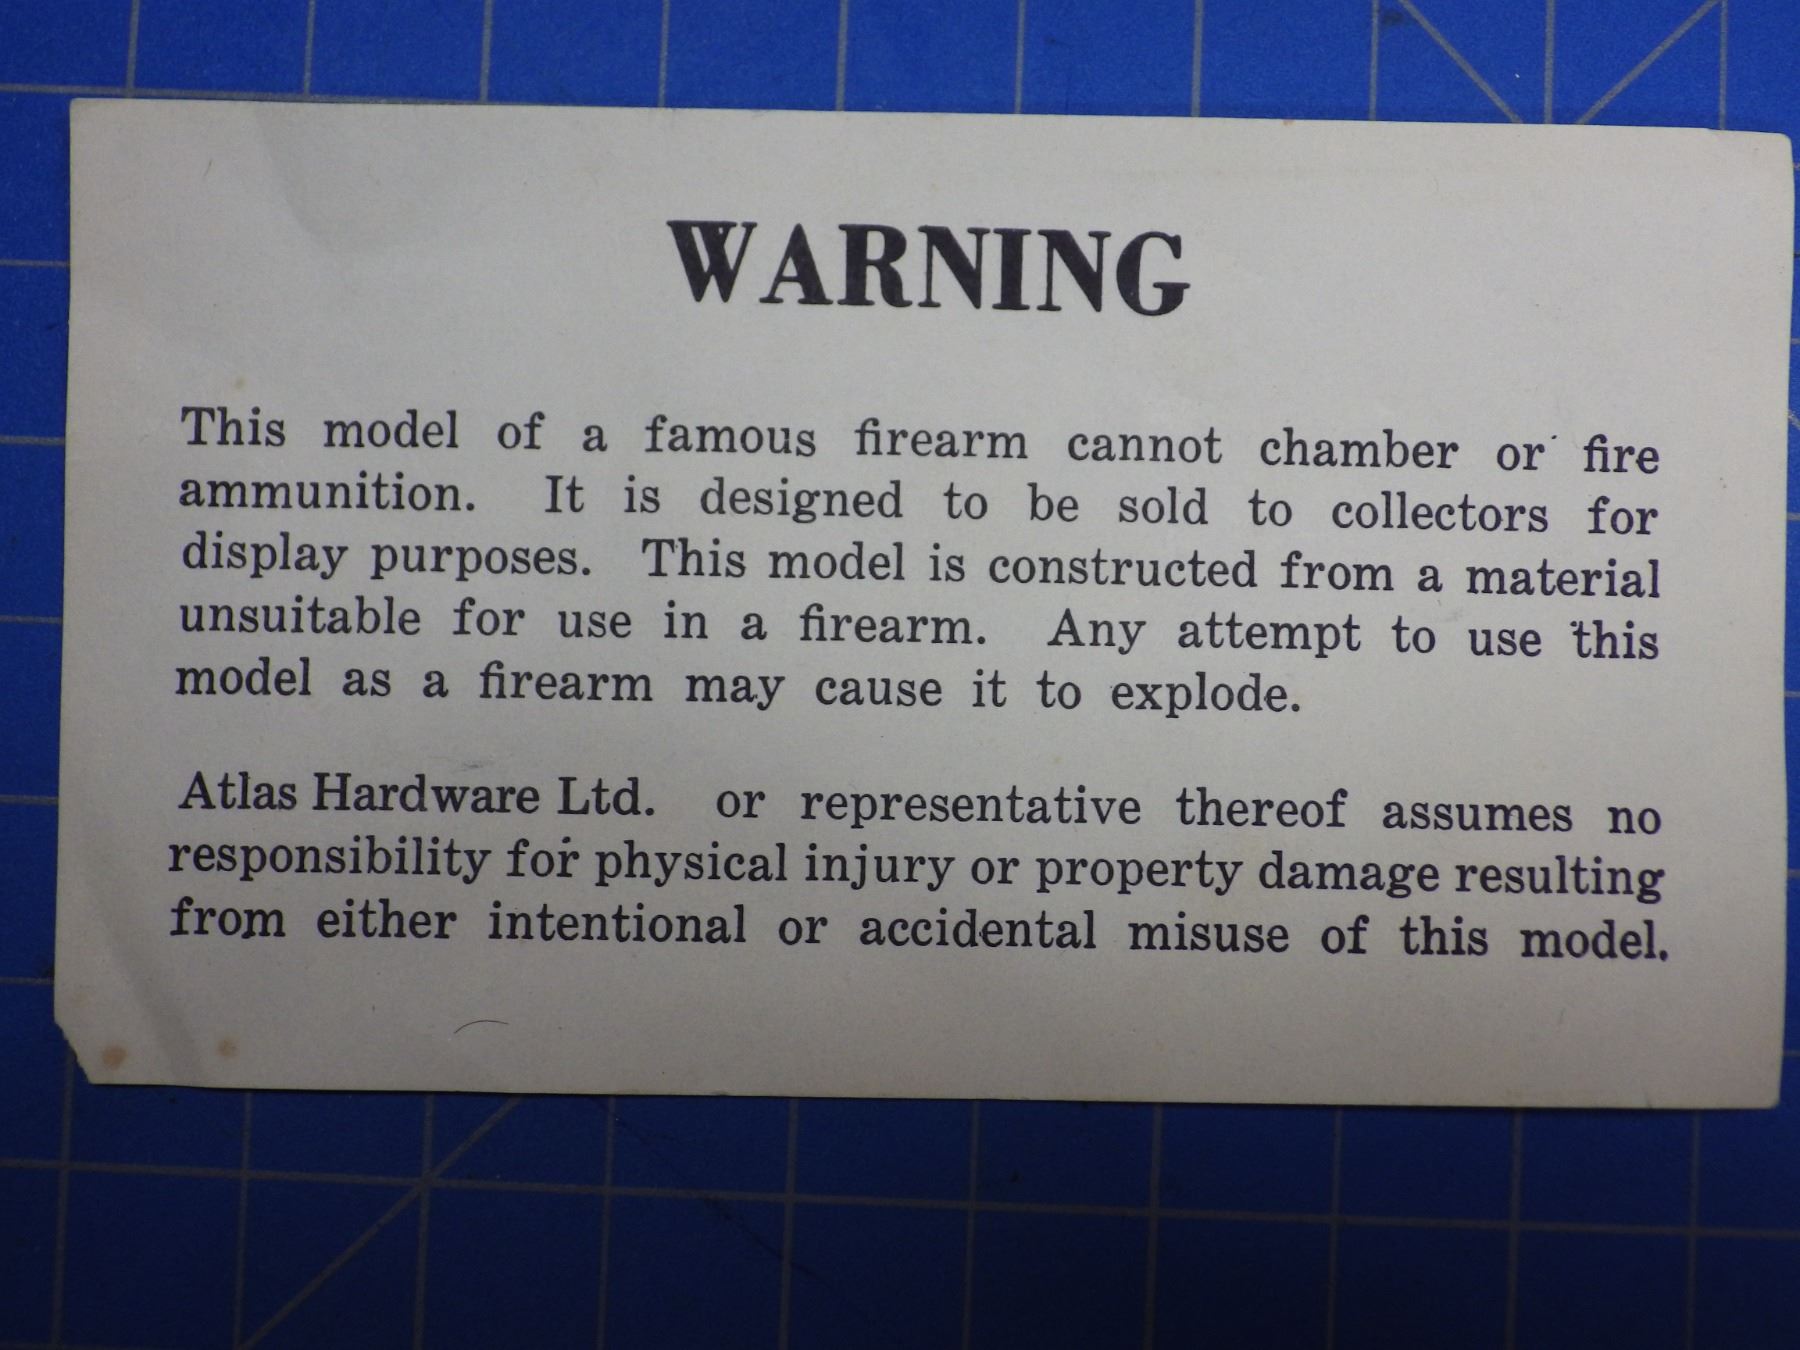 WARNING
This model of a famous firearm cannot chamber or fire
ammunition. It is designed to be sold to collectors for
display purposes. This model is constructed from a material
unsuitable for use in a firearm. Any attempt to use this
model as a firearm may cause it to explode.
Atlas Hardware Ltd. or representative thereof assumes no
responsibility for physical injury or property damage resulting
from either intentional or accidental misuse of this model.